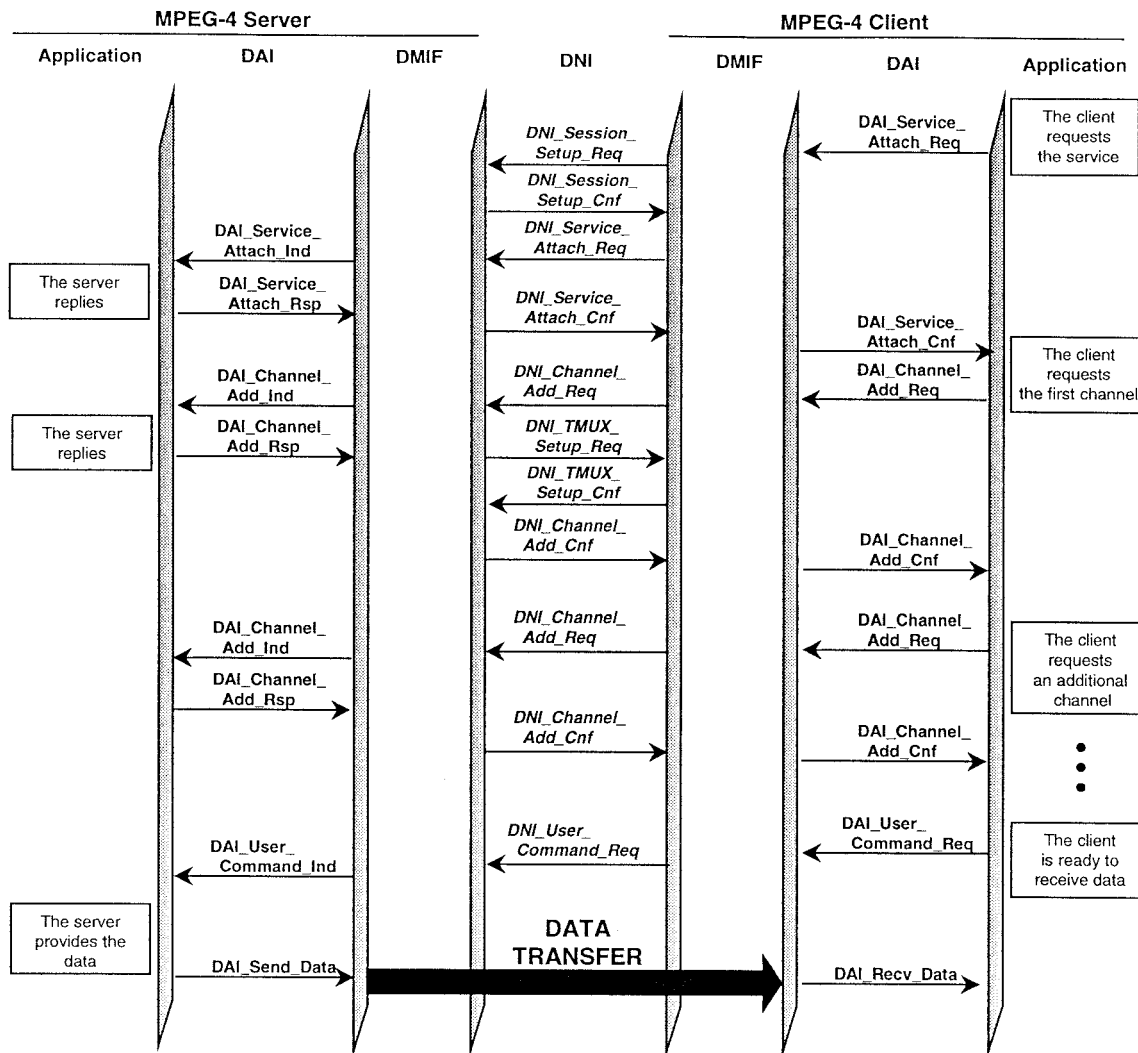 MPEG-4 Server
MPEG-4 Client
Application
DAI
DMIF
DNI
DMIF
DAI
Application
The client
requests
the service
DAI_Service_
Attach_Req
DNI_Session_
Setup_Req
DNI_Session_
Setup_Cnf
DNI_Service_
Attach_Req
DAI_Service_
Attach_Ind
The server
replies
DAI_Service_
Attach_Rsp
DNI_Service_
Attach_Cnf
DAI_Service_
Attach_Cnf
The client
requests
the first channel
DAI_Channel_
Add_Req
DNI_Channel_
Add_Req
DAI_Channel_
Add_Ind
The server
replies
DAI_Channel_
Add_Rsp
DNI_TMUX_
Setup_Req
DNI_TMUX_
Setup_Cnf
DNI_Channel_
Add_Cnf
DAI_Channel_
Add_Cnf
DAI_Channel_
Add_Req
The client
requests
an additional
channel
DNI_Channel_
Add_Req
DAI_Channel_
Add_Ind
DAI_Channel_
Add_Rsp
DNI_Channel_
Add_Cnf
DAI_Channel_
Add_Cnf
DAI_User_
Command_Req
The client
is ready to
receive data
DNI_User_
Command_Req
DAI_User_
Command_Ind
The server
provides the
data
DAI_Send_Data
DATA
TRANSFER
DAI_Recv_Data